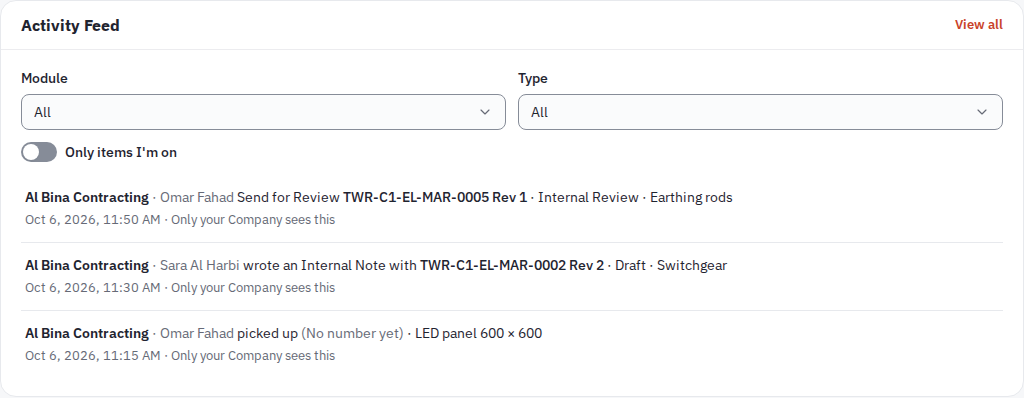 Activity Feed
View all
Module
Type
All
All
Only items I'm on
Al Bina Contracting · Omar Fahad Send for Review TWR-C1-EL-MAR-0005 Rev 1 · Internal Review · Earthing rods
Oct 6, 2026, 11:50 AM · Only your Company sees this
Al Bina Contracting · Sara Al Harbi wrote an Internal Note with TWR-C1-EL-MAR-0002 Rev 2 · Draft · Switchgear
Oct 6, 2026, 11:30 AM · Only your Company sees this
Al Bina Contracting · Omar Fahad picked up (No number yet) · LED panel 600 × 600
Oct 6, 2026, 11:15 AM · Only your Company sees this